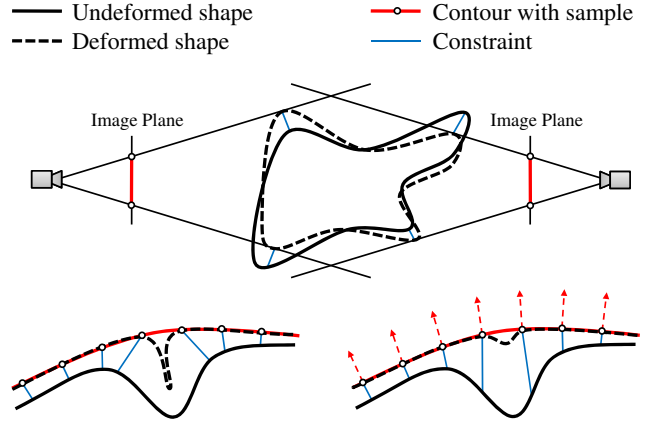 Undeformed shape
Contour with sample
Deformed shape
Constraint
Image Plane
Image Plane